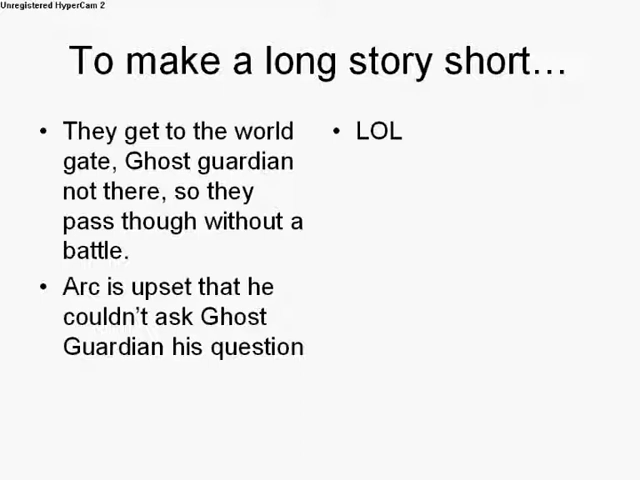 Unregistered HyperCam 2
To make a long story short…
• They get to the world
gate, Ghost guardian
not there, so they
pass though without a
battle.
• Arc is upset that he
couldn’t ask Ghost
Guardian his question
• LOL